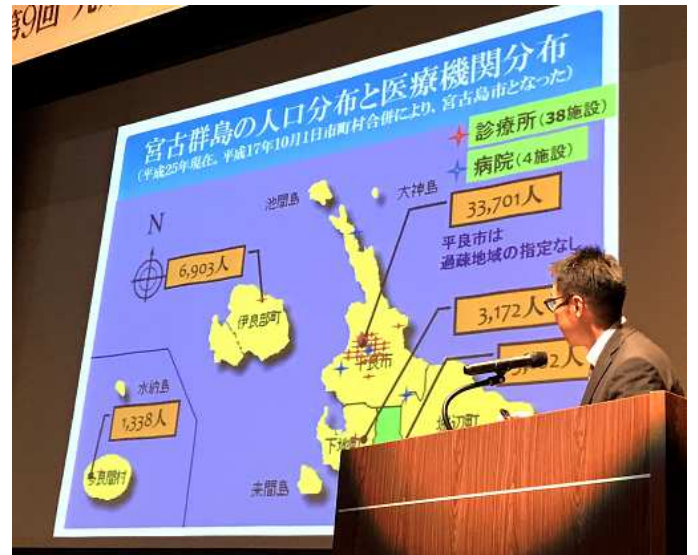 第9回
宮古群島の人口分布と医療機関分布
(平成25年現在。平成17年10月1日市町村合併により、宮古島市となった)
診療所(38施設)
病院(4施設)
池間島
大神島
33,701人
平良市は
過疎地域の指定なし
N
6,903人
伊良部町
3,172人
平良市
水納島
1,338人
多良間村
下地町
城辺町
来間島